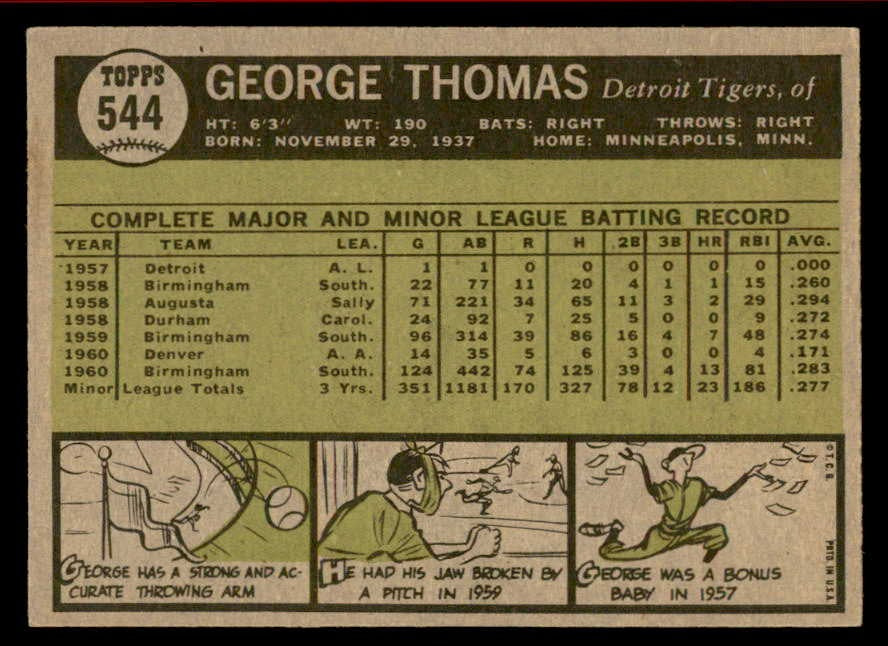 TOPPS
544
GEORGE THOMAS Detroit Tigers, of
HT: 6'3" WT: 190 BATS: RIGHT THROWS: RIGHT
BORN: NOVEMBER 29, 1937 HOME: MINNEAPOLIS, MINN.
COMPLETE MAJOR AND MINOR LEAGUE BATTING RECORD
YEAR TEAM LEA. G AB R H 2B 3B HR RBI AVG.
1957 Detroit A. L. 1 1 0 0 0 0 0 0 .000
1958 Birmingham South. 22 77 11 20 4 1 1 15 .260
1958 Augusta Sally 71 221 34 65 11 3 2 29 .294
1958 Durham Carol. 24 92 7 25 5 0 0 9 .272
1959 Birmingham South. 96 314 39 86 16 4 7 48 .274
1960 Denver A. A. 14 35 5 6 3 0 0 4 .171
1960 Birmingham South. 124 442 74 125 39 4 13 81 .283
Minor League Totals 3 Yrs. 351 1181 170 327 78 12 23 186 .277
GEORGE HAS A STRONG AND AC-
CURATE THROWING ARM
HE HAD HIS JAW BROKEN BY
A PITCH IN 1959
GEORGE WAS A BONUS
BABY IN 1957
© T. C. G.
PRTD. IN U.S.A.